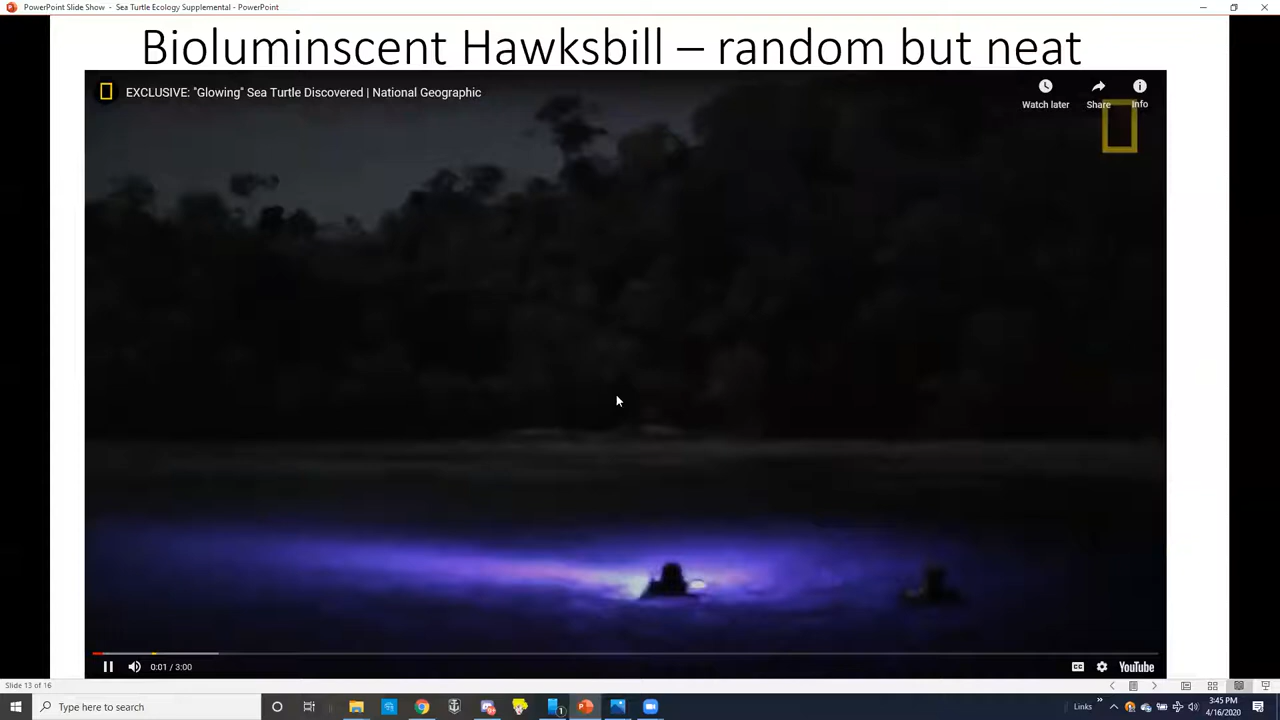 PowerPoint Slide Show - Sea Turtle Ecology Supplemental - PowerPoint
Bioluminscent Hawksbill – random but neat
EXCLUSIVE: "Glowing" Sea Turtle Discovered | National Geographic
Watch later
Share
Info
0:01 / 3:00
CC
YouTube
Slide 13 of 16
Type here to search
1
Links
3:45 PM
4/16/2020